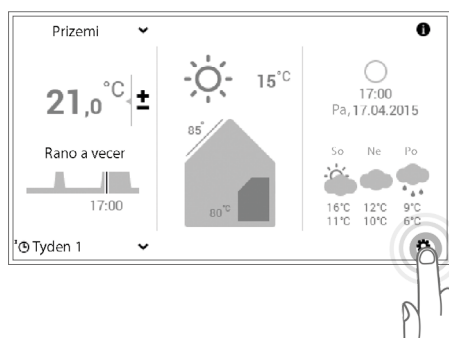 Prizemi
21,0 °C ±
Rano a vecer
17:00
Tyden 1
15°C
85°
80°C
17:00
Pa, 17.04.2015
So Ne Po
16°C 12°C 9°C
11°C 10°C 6°C